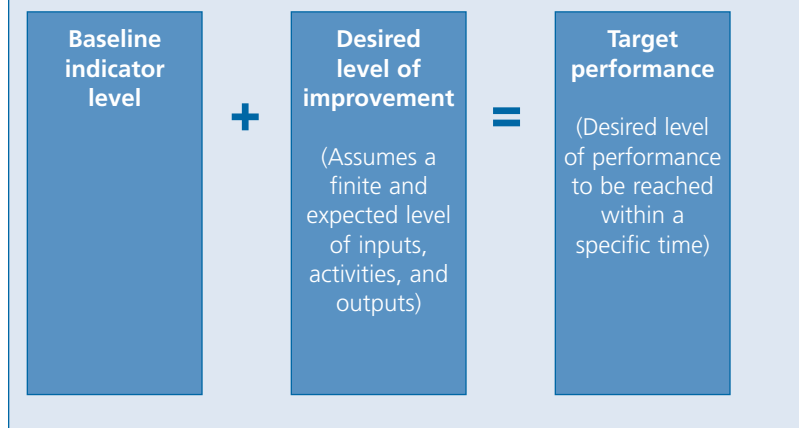 Baseline
indicator
level
+
Desired
level of
improvement
(Assumes a
finite and
expected level
of inputs,
activities, and
outputs)
=
Target
performance
(Desired level
of performance
to be reached
within a
specific time)